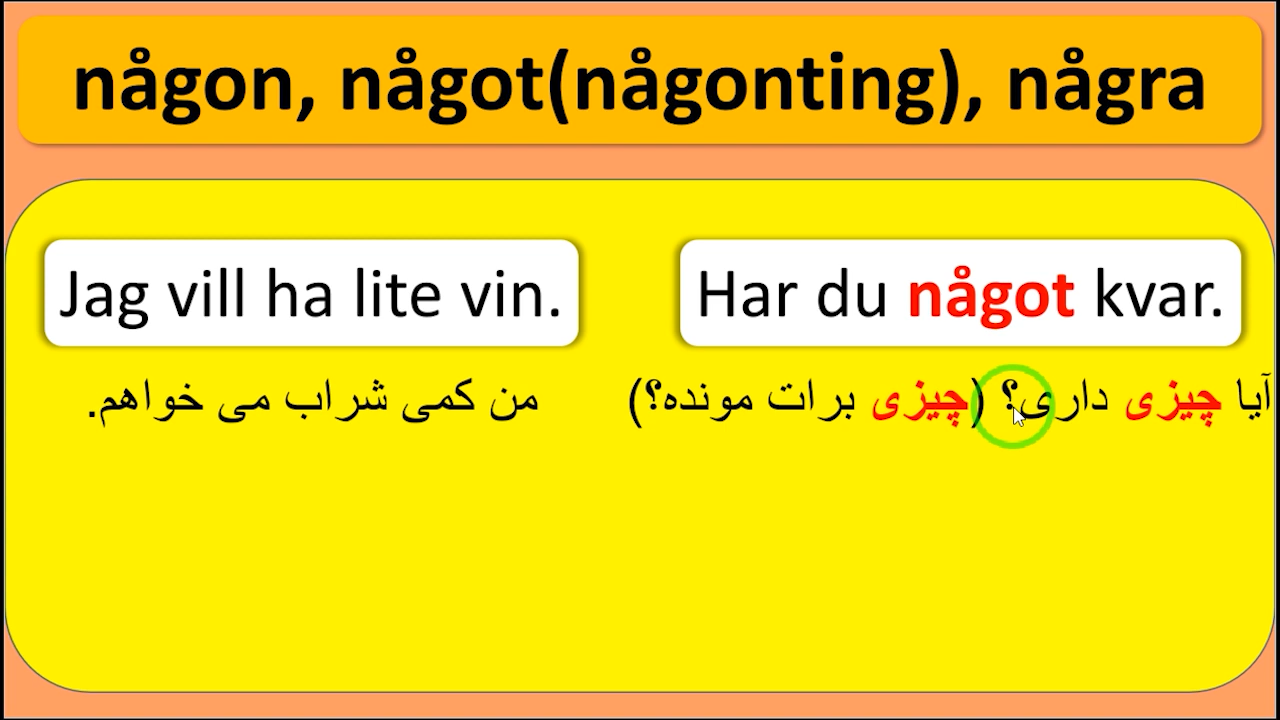 någon, något(någonting), några
Jag vill ha lite vin.
Har du något kvar.
من کمی شراب می خواهم.
آیا چیزی داری؟ (چیزی برات مونده؟)